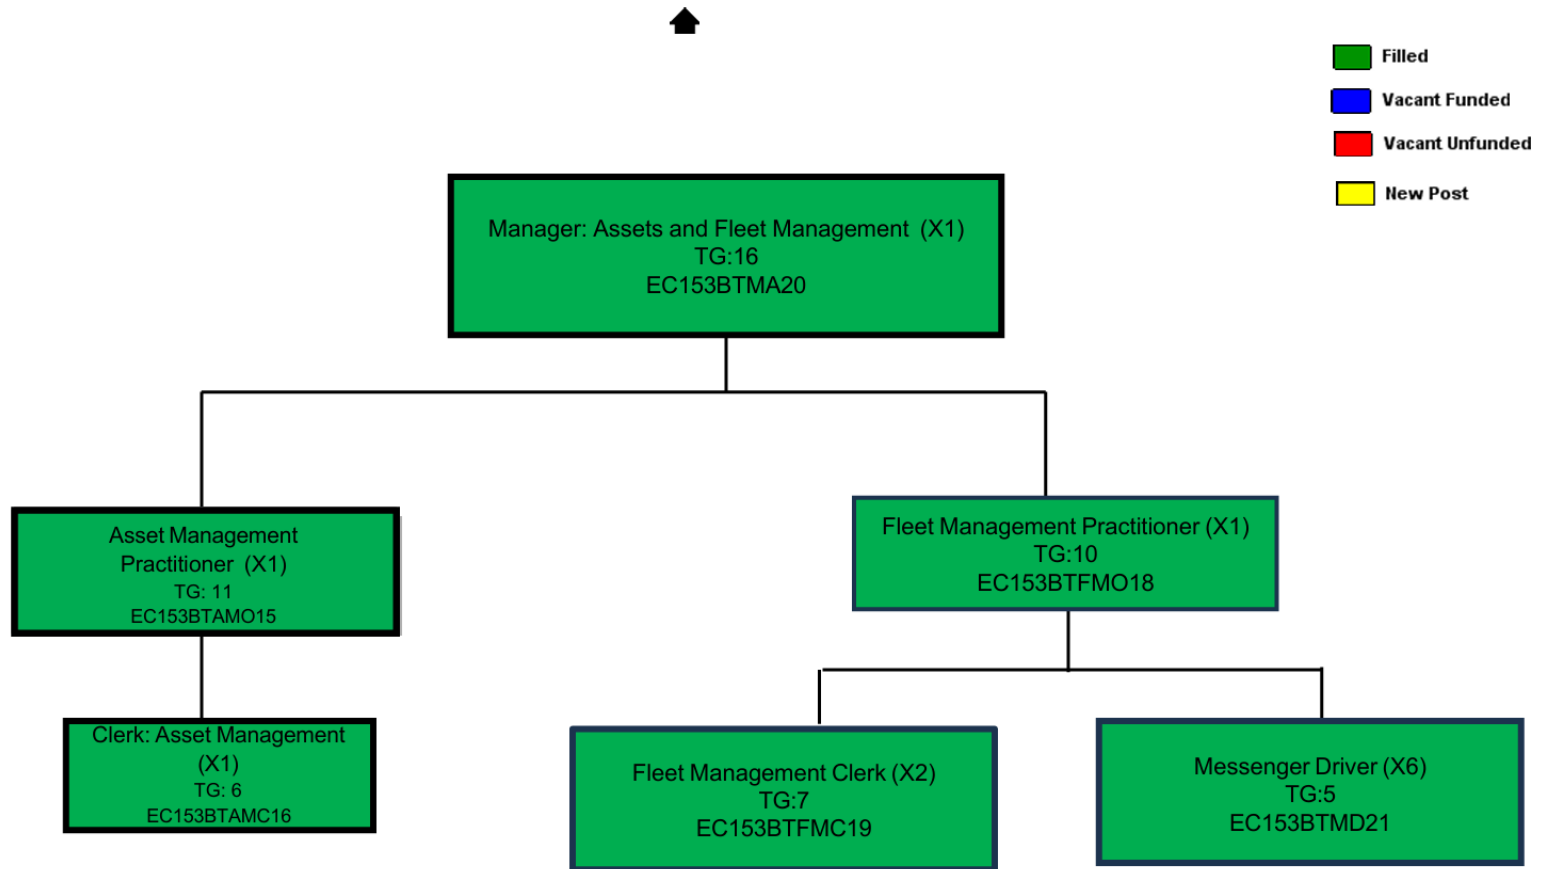 Filled
Vacant Funded
Vacant Unfunded
New Post
Manager: Assets and Fleet Management (X1)
TG:16
EC153BTMA20
Asset Management
Practitioner (X1)
TG: 11
EC153BTAMO15
Fleet Management Practitioner (X1)
TG:10
EC153BTFMO18
Clerk: Asset Management
(X1)
TG: 6
EC153BTAMC16
Fleet Management Clerk (X2)
TG:7
EC153BTFMC19
Messenger Driver (X6)
TG:5
EC153BTMD21